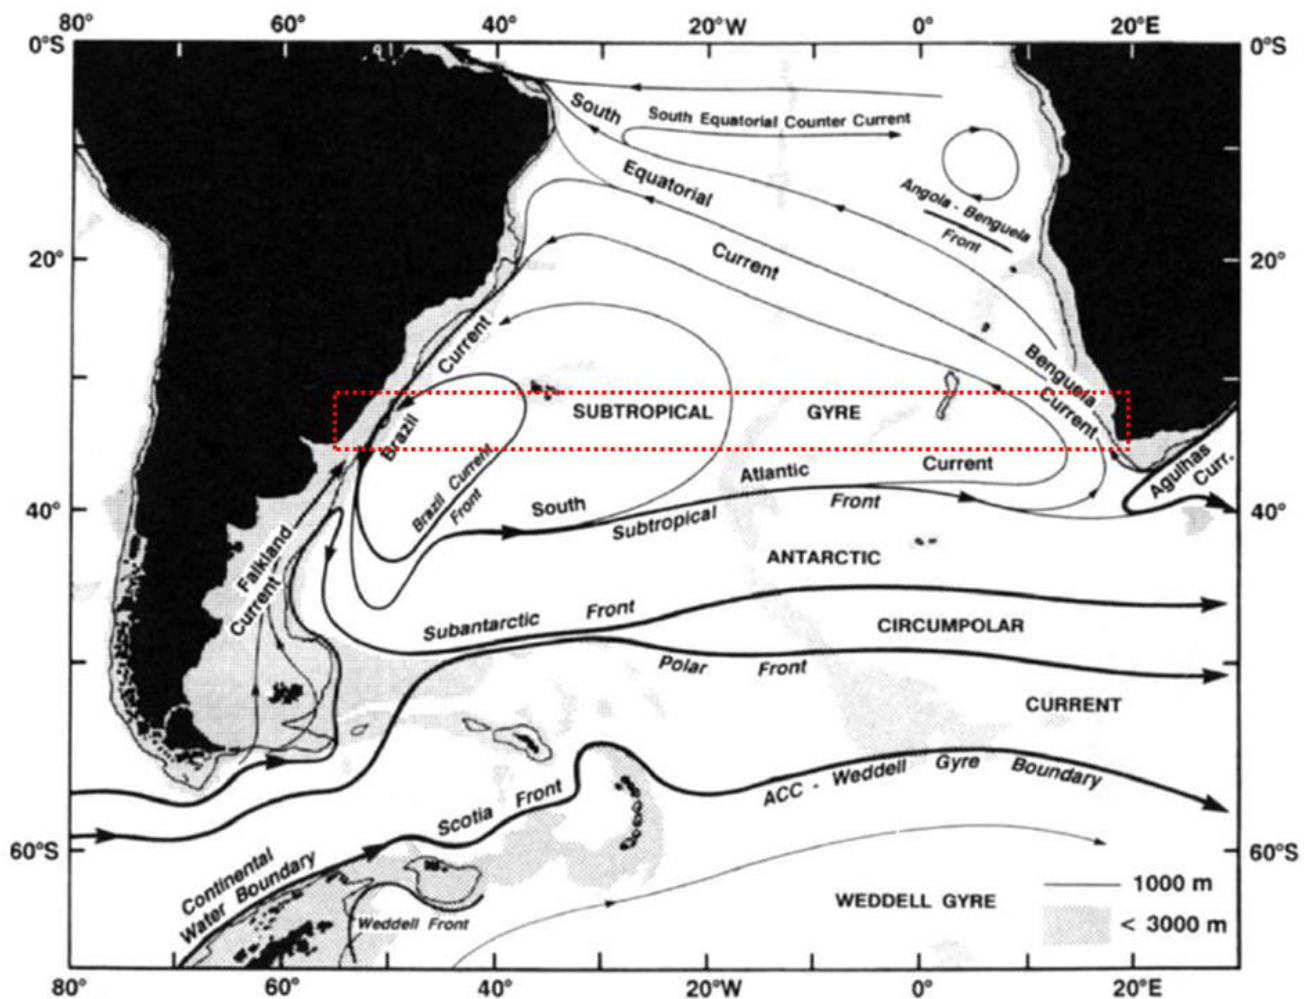 80° 60° 40° 20°W 0° 20°E
0°S 0°S
South
South Equatorial Counter Current
Equatorial
Angola - Benguela
Front
20° 20°
Current
Current
Benguela
Current
SUBTROPICAL GYRE
Brazil
Brazil Current
Front
Atlantic
Current
Agulhas
Curr.
South
Subtropical
Front
40° 40°
Falkland
Current
ANTARCTIC
Subantarctic
Front
CIRCUMPOLAR
Polar
Front
CURRENT
ACC - Weddell Gyre Boundary
Scotia Front
60°S 60°S
Continental
Water Boundary
Weddell Front
WEDDELL GYRE
1000 m
< 3000 m
80° 60° 40° 20°W 0° 20°E